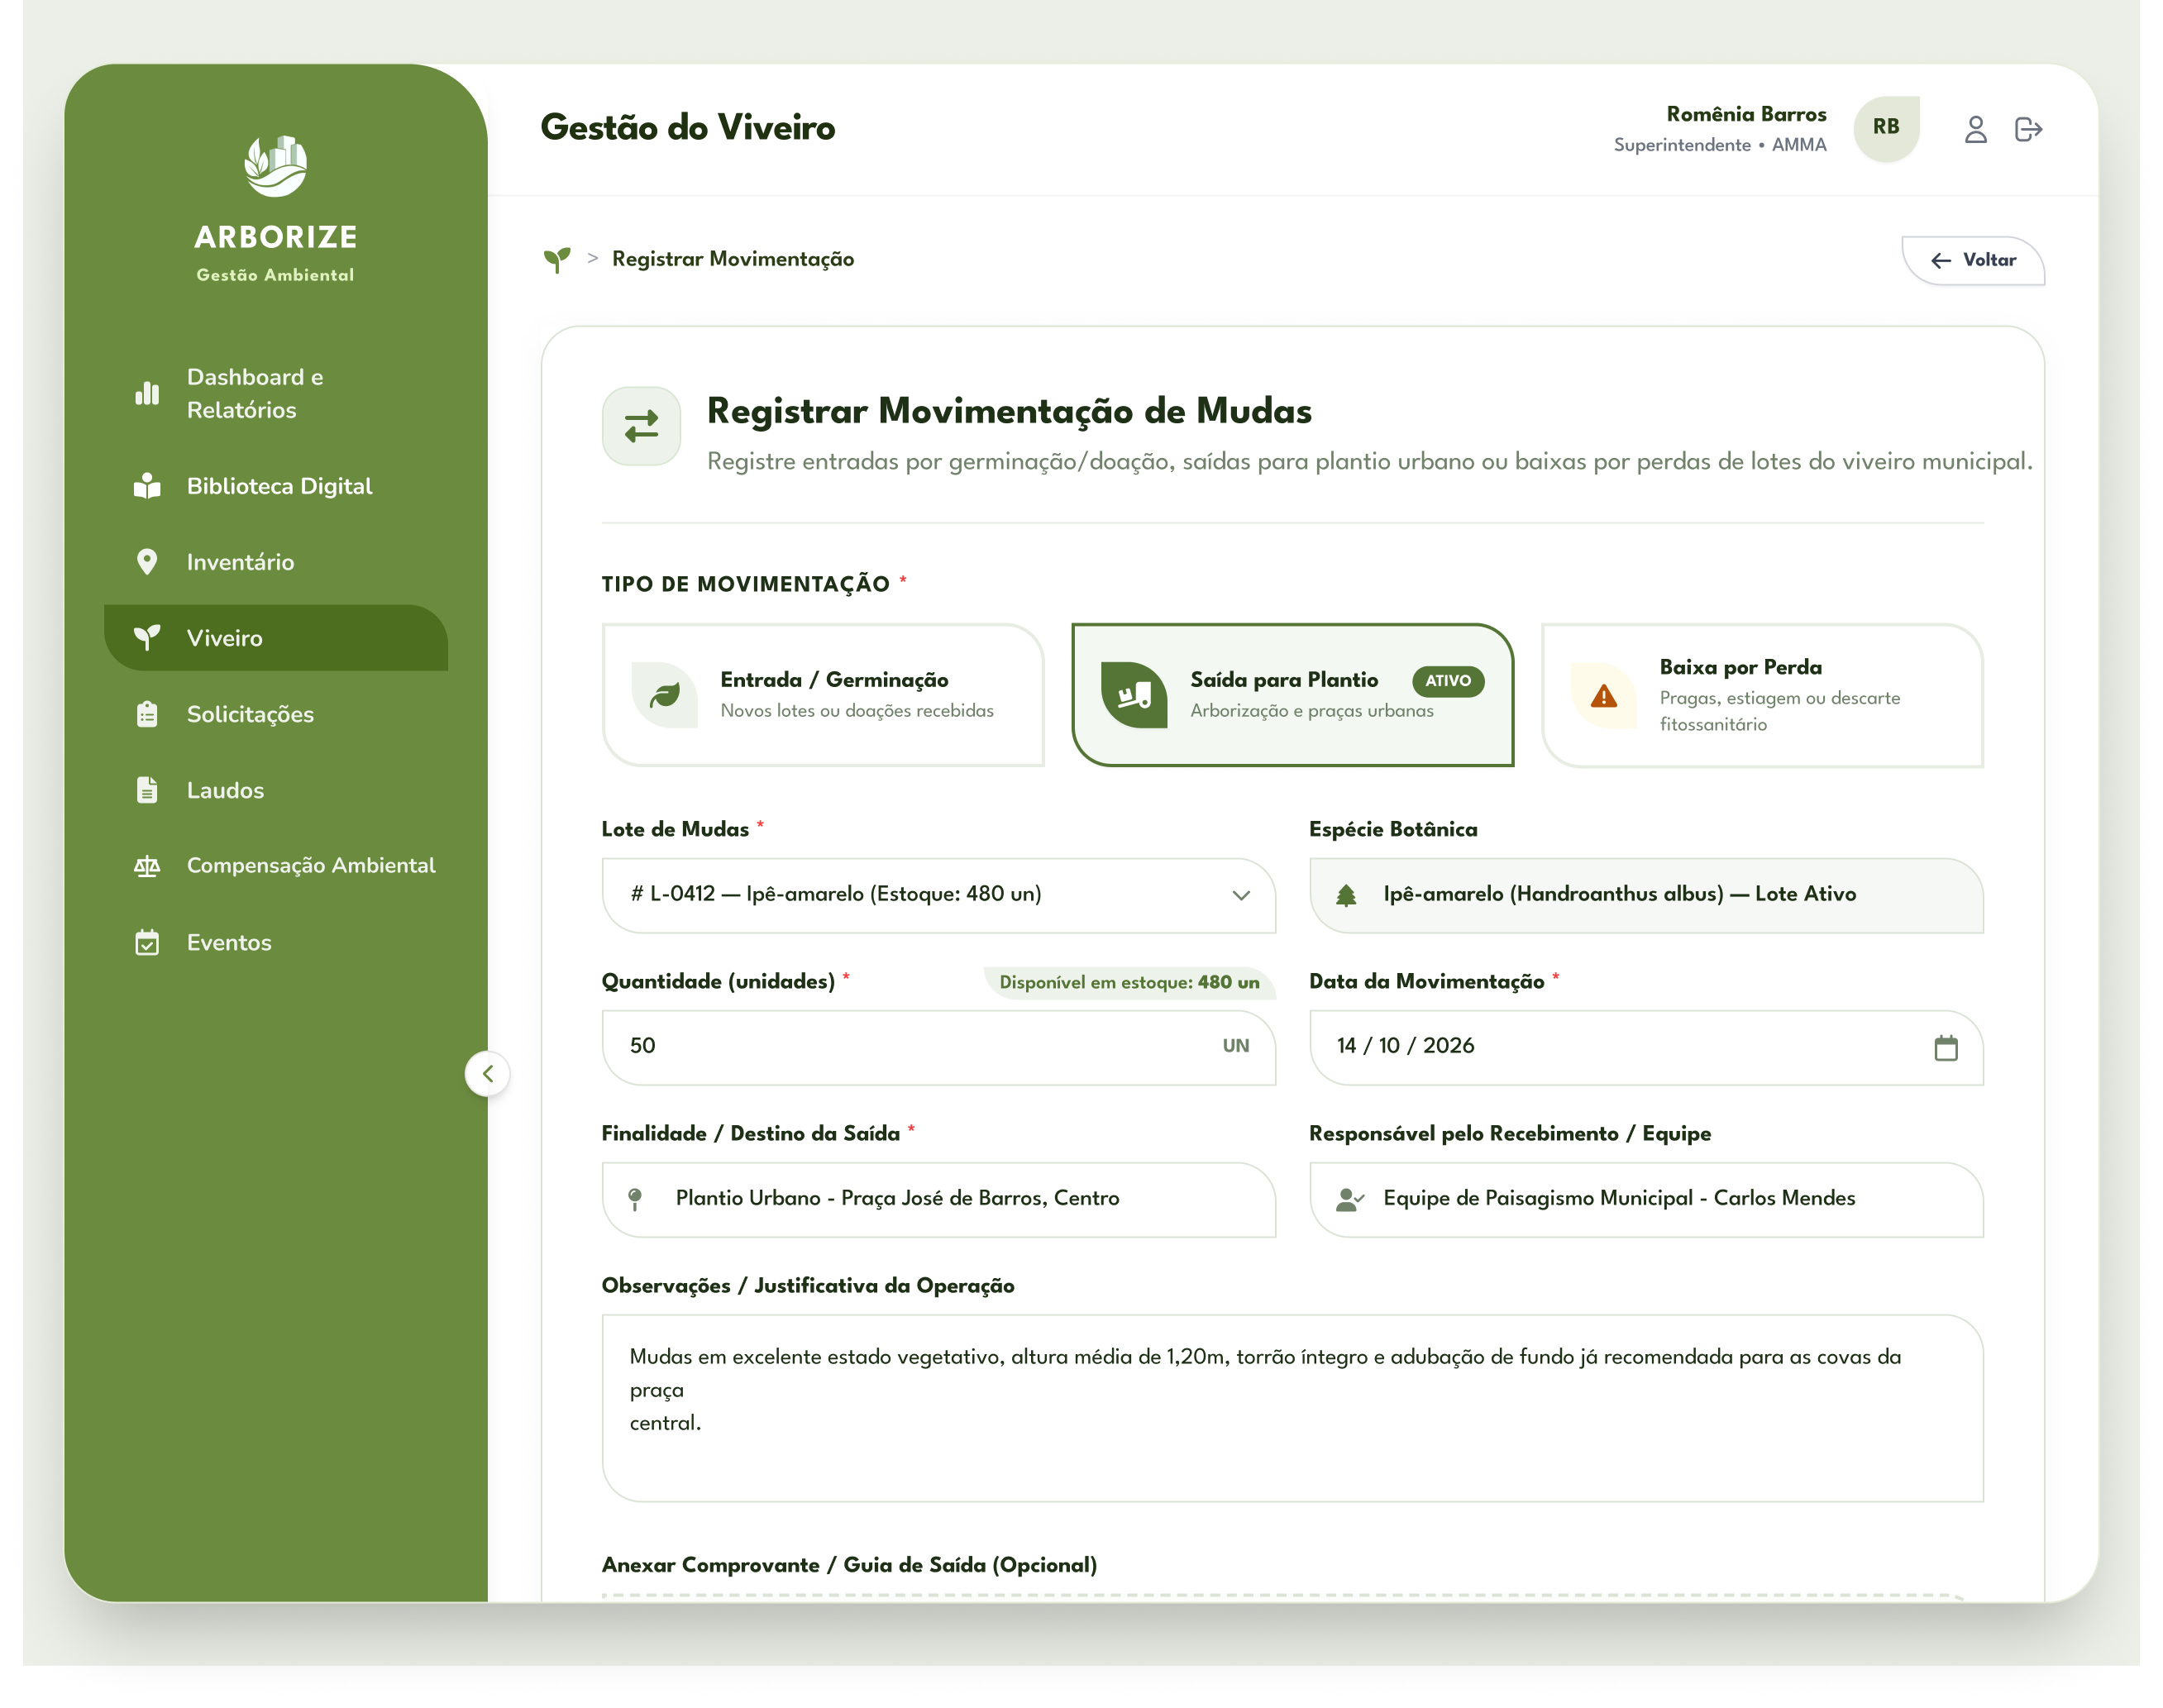 ARBORIZE
Gestão Ambiental
Dashboard e
Relatórios
Biblioteca Digital
Inventário
Viveiro
Solicitações
Laudos
Compensação Ambiental
Eventos
Gestão do Viveiro
Romênia Barros
Superintendente • AMMA
RB
> Registrar Movimentação
← Voltar
Registrar Movimentação de Mudas
Registre entradas por germinação/doação, saídas para plantio urbano ou baixas por perdas de lotes do viveiro municipal.
TIPO DE MOVIMENTAÇÃO *
Entrada / Germinação
Novos lotes ou doações recebidas
Saída para Plantio
ATIVO
Arborização e praças urbanas
Baixa por Perda
Pragas, estiagem ou descarte
fitossanitário
Lote de Mudas *
# L-0412 — Ipê-amarelo (Estoque: 480 un)
Espécie Botânica
Ipê-amarelo (Handroanthus albus) — Lote Ativo
Quantidade (unidades) *
Disponível em estoque: 480 un
50
UN
Data da Movimentação *
14 / 10 / 2026
Finalidade / Destino da Saída *
Plantio Urbano - Praça José de Barros, Centro
Responsável pelo Recebimento / Equipe
Equipe de Paisagismo Municipal - Carlos Mendes
Observações / Justificativa da Operação
Mudas em excelente estado vegetativo, altura média de 1,20m, torrão íntegro e adubação de fundo já recomendada para as covas da
praça
central.
Anexar Comprovante / Guia de Saída (Opcional)